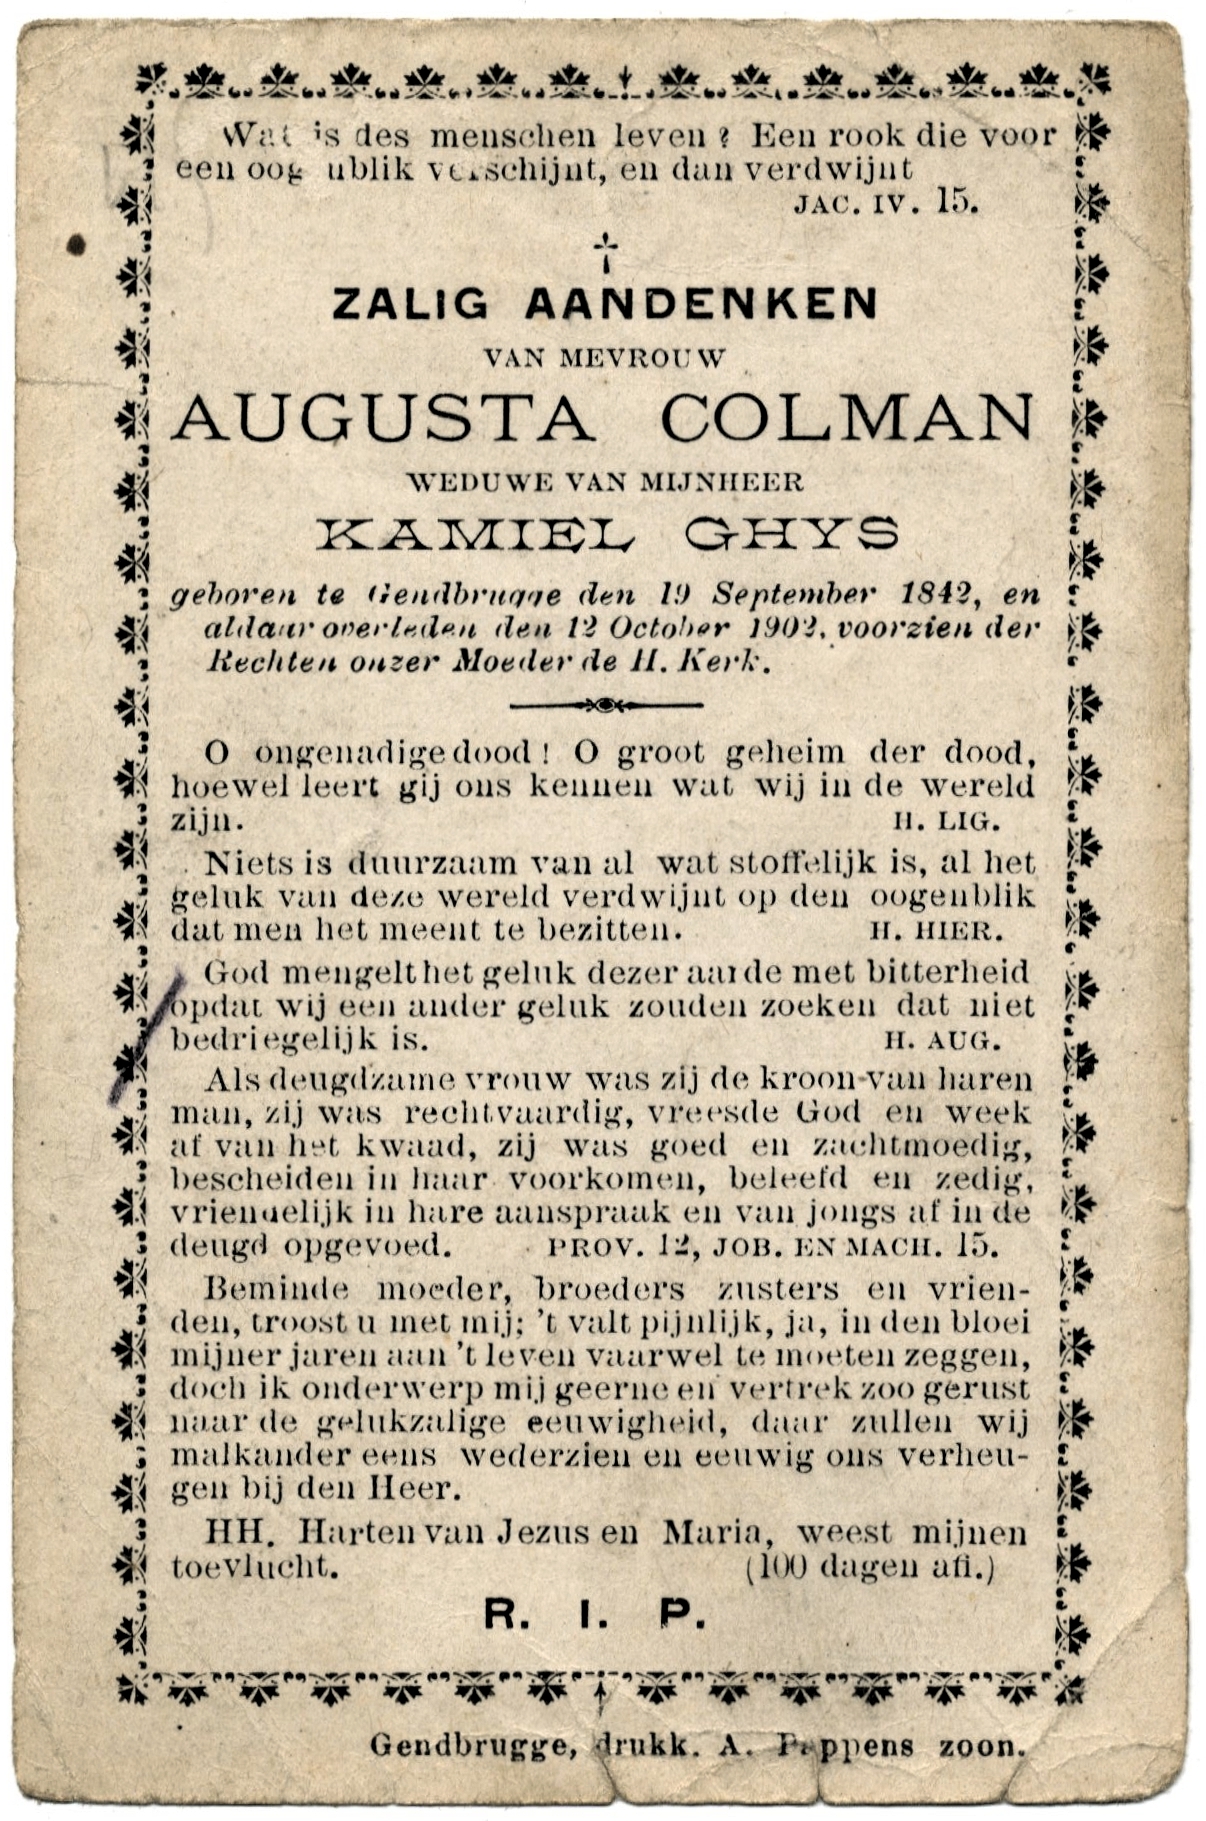 Wat is des menschen leven ? Een rook die voor
een oogenblik verschijnt, en dan verdwijnt
JAC. IV. 15.
†
ZALIG AANDENKEN
VAN MEVROUW
AUGUSTA COLMAN
WEDUWE VAN MIJNHEER
KAMIEL GHYS
geboren te Gendbrugge den 19 September 1842, en
aldaar overleden den 12 October 1902, voorzien der
Rechten onzer Moeder de H. Kerk.
O ongenadige dood ! O groot geheim der dood,
hoewel leert gij ons kennen wat wij in de wereld
zijn. H. LIG.
Niets is duurzaam van al wat stoffelijk is, al het
geluk van deze wereld verdwijnt op den oogenblik
dat men het meent te bezitten. H. HIER.
God mengelt het geluk dezer aarde met bitterheid
opdat wij een ander geluk zouden zoeken dat niet
bedriegelijk is. H. AUG.
Als deugdzame vrouw was zij de kroon van haren
man, zij was rechtvaardig, vreesde God en week
af van het kwaad, zij was goed en zachtmoedig,
bescheiden in haar voorkomen, beleefd en zedig,
vriendelijk in hare aanspraak en van jongs af in de
deugd opgevoed. PROV. 12, JOB. EN MACH. 15.
Beminde moeder, broeders zusters en vrien-
den, troost u met mij; 't valt pijnlijk, ja, in den bloei
mijner jaren aan 't leven vaarwel te moeten zeggen,
doch ik onderwerp mij geerne en vertrek zoo gerust
naar de gelukzalige eeuwigheid, daar zullen wij
malkander eens wederzien en eeuwig ons verheu-
gen bij den Heer.
HH. Harten van Jezus en Maria, weest mijnen
toevlucht. (100 dagen afl.)
R. I. P.
Gendbrugge, drukk. A. Peppens zoon.